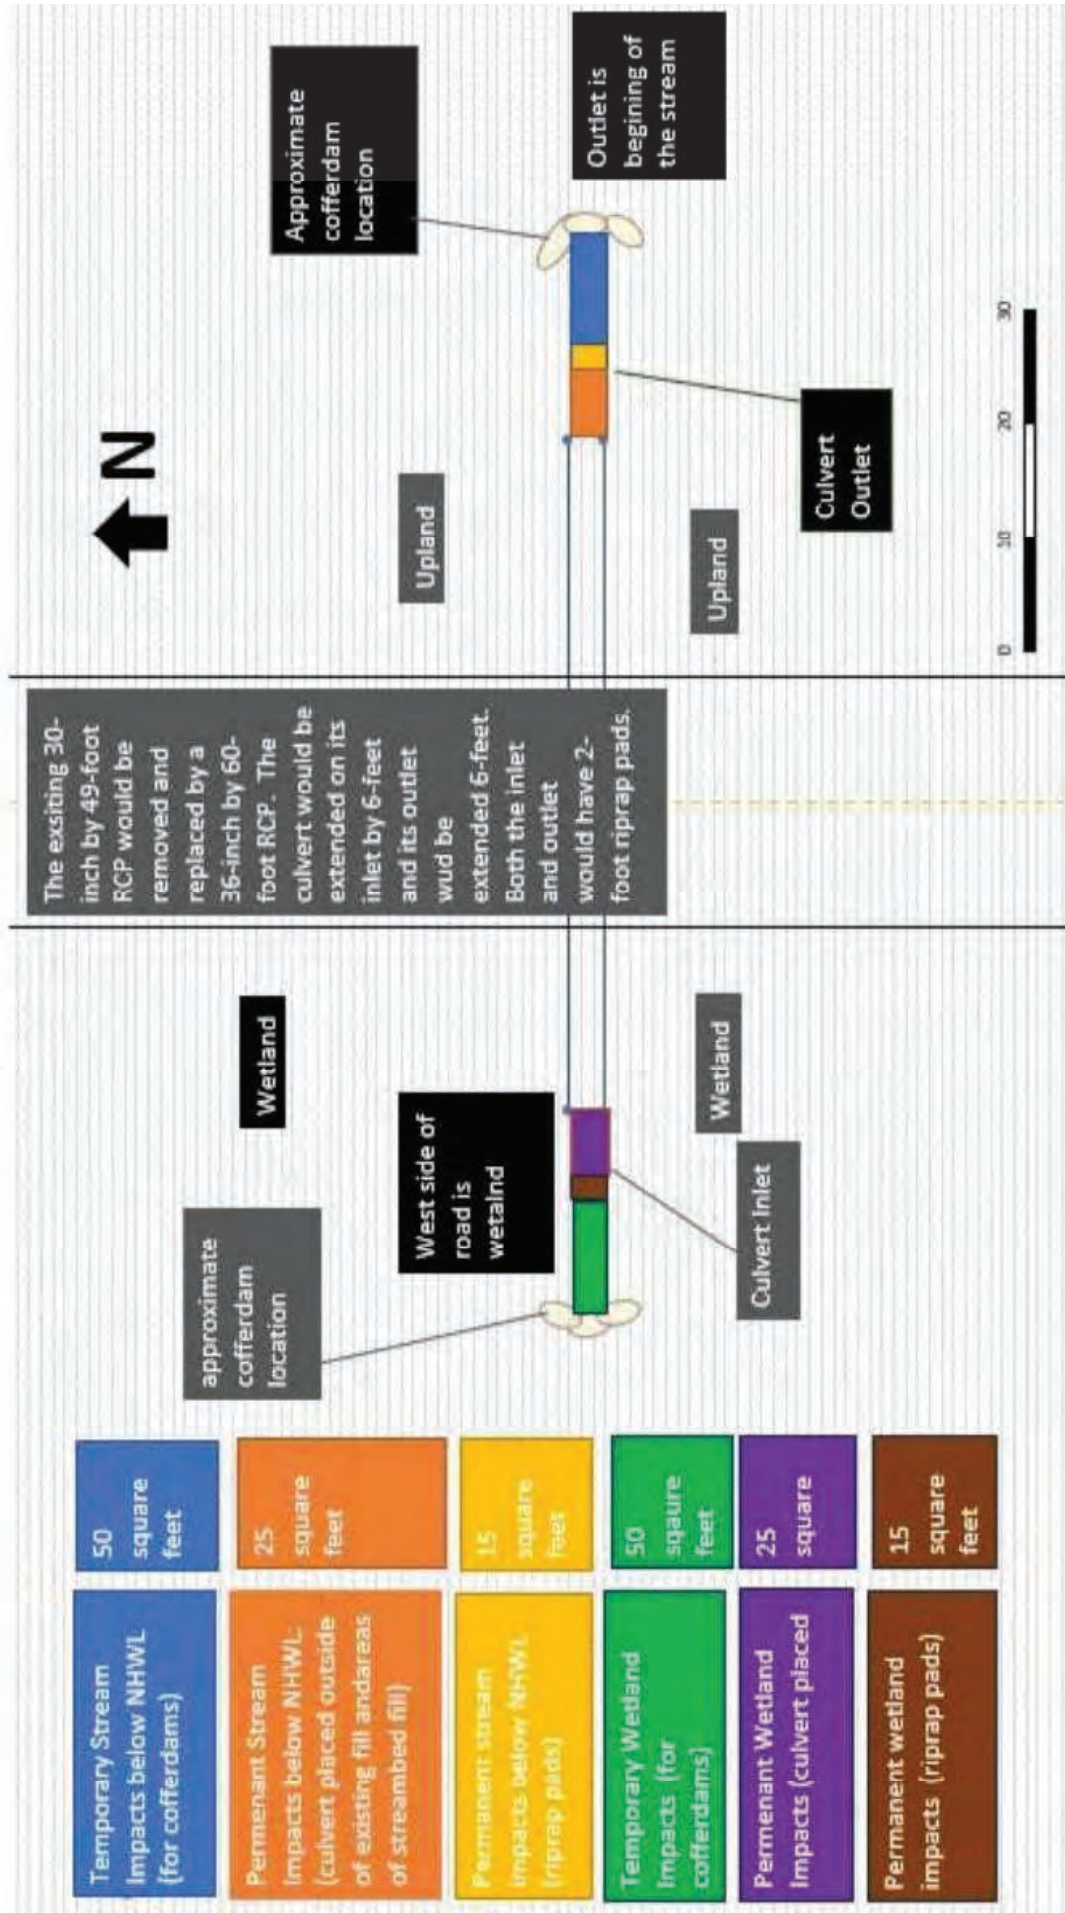 Temporary Stream
Impacts below NHWL
(for cofferdams)
50
square
feet
Permenant Stream
Impacts below NHWL:
(culvert placed outside
of existing fill andareas
of streambed fill)
25
square
feet
Permanent stream
impacts below NHWL
(riprap pads)
15
square
feet
Temporary Wetland
Impacts (for
cofferdams)
50
sqaure
feet
Permenant Wetland
Impacts (culvert placed
25
square
Permanent wetland
impacts (riprap pads)
15
square
feet
approximate
cofferdam
location
West side of
road is
wetalnd
Culvert Inlet
Wetland
Wetland
The exsiting 30-
inch by 49-foot
RCP would be
removed and
replaced by a
36-inch by 60-
foot RCP. The
culvert would be
extended on its
inlet by 6-feet
and its outlet
wud be
extended 6-feet.
Both the inlet
and outlet
would have 2-
foot riprap pads.
N
Upland
Upland
Approximate
cofferdam
location
Outlet is
begining of
the stream
Culvert
Outlet
0 10 20 30